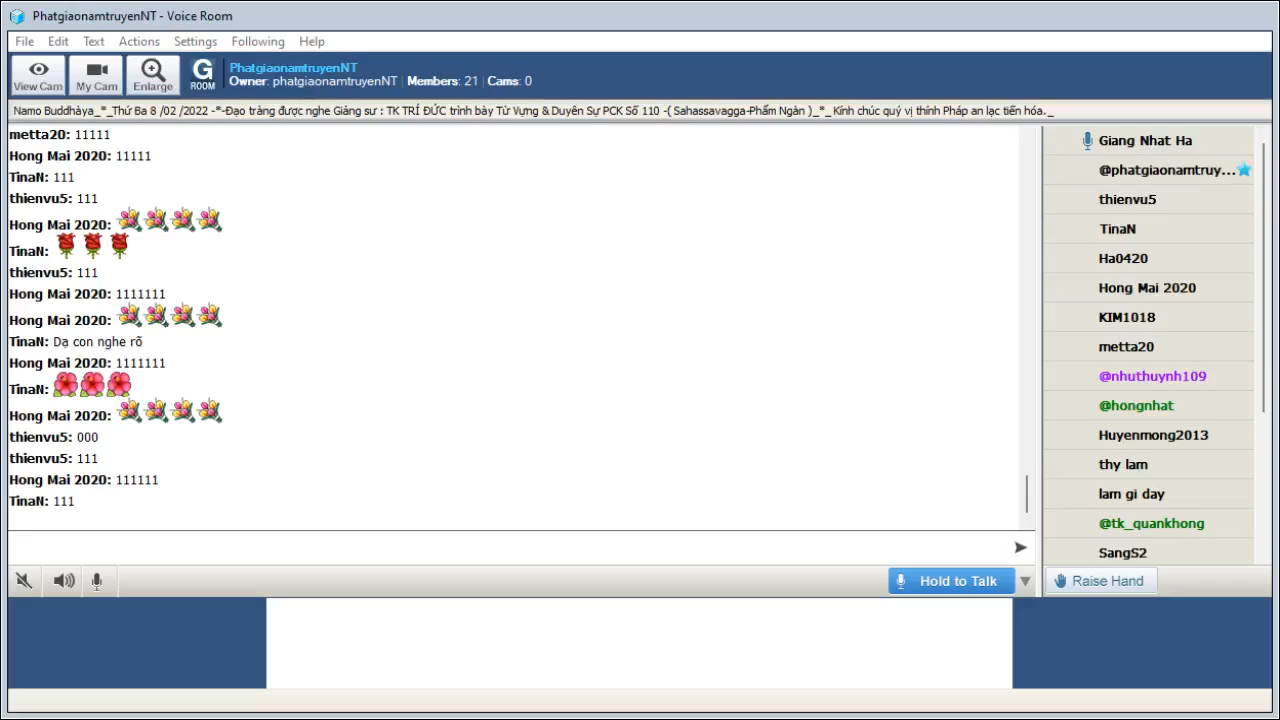 PhatgiaonamtruyenNT - Voice Room
File Edit Text Actions Settings Following Help
View Cam My Cam Enlarge G ROOM
PhatgiaonamtruyenNT
Owner: phatgiaonamtruyenNT | Members: 21 | Cams: 0
Namo Buddhàya_*_Thứ Ba 8 /02 /2022 -*-Đạo tràng được nghe Giảng sư : TK TRÍ ĐỨC trình bày Từ Vựng & Duyên Sự PCK Số 110 -( Sahassavagga-Phẩm Ngàn )_*_ Kính chúc quý vị thính Pháp an lạc tiến hóa._
metta20: 11111
Hong Mai 2020: 11111
TinaN: 111
thienvu5: 111
Hong Mai 2020:
TinaN:
thienvu5: 111
Hong Mai 2020: 1111111
Hong Mai 2020:
TinaN: Dạ con nghe rõ
Hong Mai 2020: 1111111
TinaN:
Hong Mai 2020:
thienvu5: 000
thienvu5: 111
Hong Mai 2020: 111111
TinaN: 111
Hold to Talk
Giang Nhat Ha
@phatgiaonamtruy...
thienvu5
TinaN
Ha0420
Hong Mai 2020
KIM1018
metta20
@nhuthuynh109
@hongnhat
Huyenmong2013
thy lam
lam gi day
@tk_quankhong
SangS2
Raise Hand